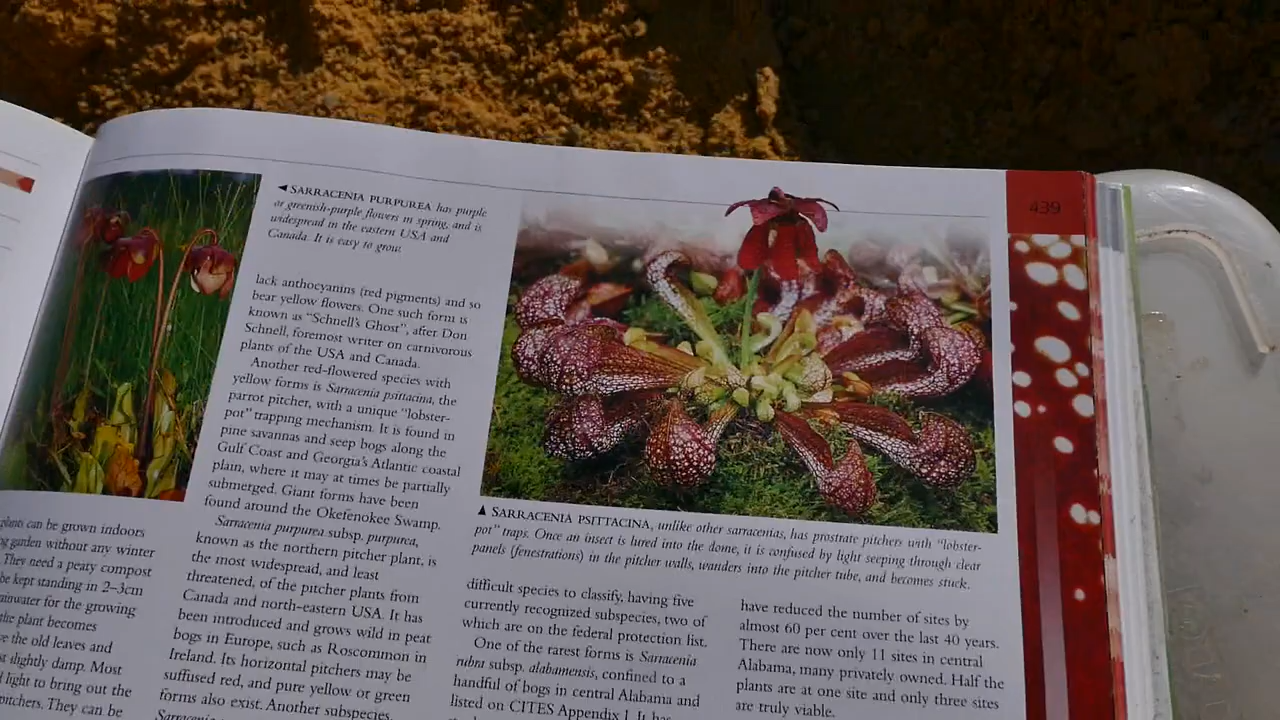 439
◄ SARRACENIA PURPUREA has purple
or greenish-purple flowers in spring, and is
widespread in the eastern USA and
Canada. It is easy to grow.
lack anthocyanins (red pigments) and so
bear yellow flowers. One such form is
known as “Schnell’s Ghost”, after Don
Schnell, foremost writer on carnivorous
plants of the USA and Canada.
Another red-flowered species with
yellow forms is Sarracenia psittacina, the
parrot pitcher, with a unique “lobster-
pot” trapping mechanism. It is found in
pine savannas and seep bogs along the
Gulf Coast and Georgia’s Atlantic coastal
plain, where it may at times be partially
submerged. Giant forms have been
found around the Okefenokee Swamp.
Sarracenia purpurea subsp. purpurea,
known as the northern pitcher plant, is
the most widespread, and least
threatened, of the pitcher plants from
Canada and north-eastern USA. It has
been introduced and grows wild in peat
bogs in Europe, such as Roscommon in
Ireland. Its horizontal pitchers may be
suffused red, and pure yellow or green
forms also exist. Another subspecies,
Sarracenia
▲ SARRACENIA PSITTACINA, unlike other sarracenias, has prostrate pitchers with “lobster-
pot” traps. Once an insect is lured into the dome, it is confused by light seeping through clear
panels (fenestrations) in the pitcher walls, wanders into the pitcher tube, and becomes stuck.
plants can be grown indoors
garden without any winter
They need a peaty compost
be kept standing in 2–3cm
rainwater for the growing
the plant becomes
the old leaves and
slightly damp. Most
light to bring out the
pitchers. They can be
difficult species to classify, having five
currently recognized subspecies, two of
which are on the federal protection list.
One of the rarest forms is Sarracenia
rubra subsp. alabamensis, confined to a
handful of bogs in central Alabama and
listed on CITES Appendix I. It has
have reduced the number of sites by
almost 60 per cent over the last 40 years.
There are now only 11 sites in central
Alabama, many privately owned. Half the
plants are at one site and only three sites
are truly viable.